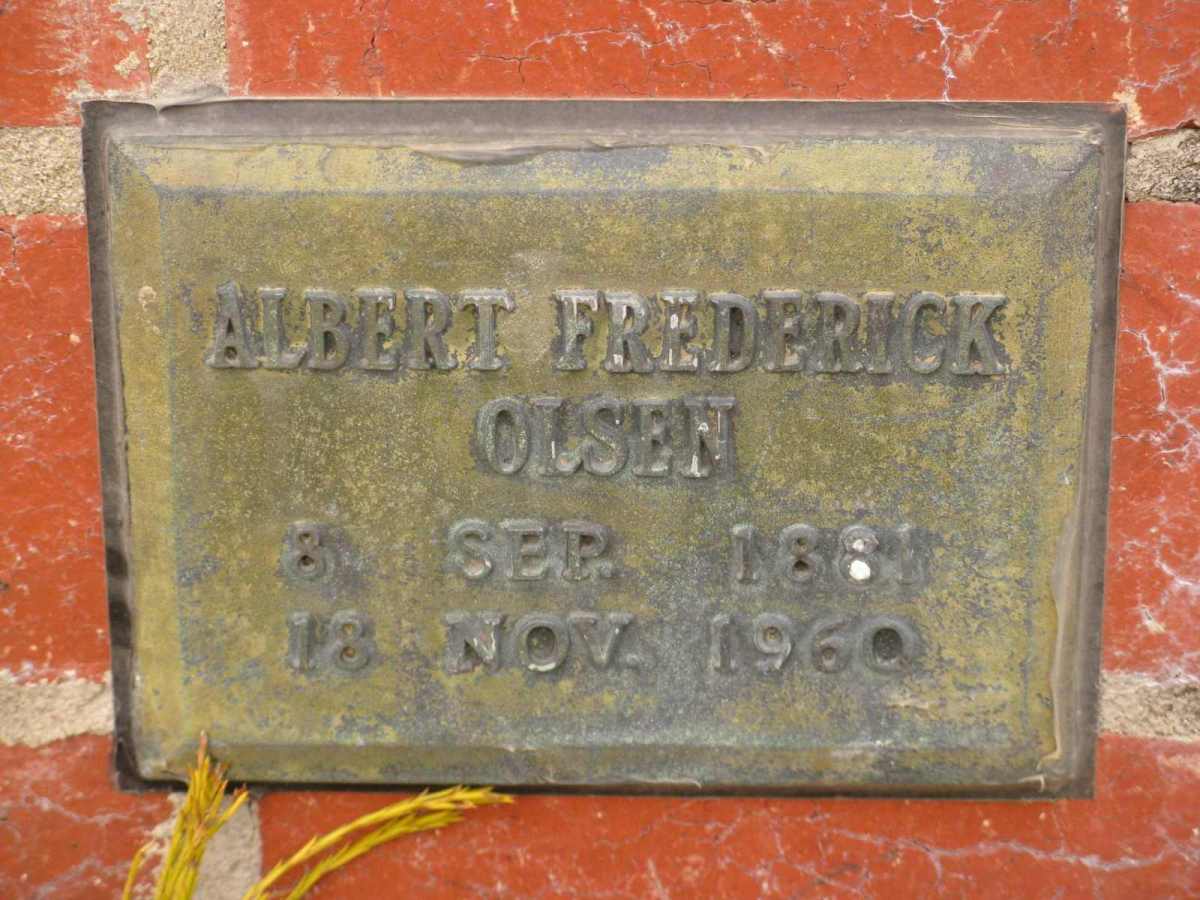 ALBERT FREDERICK
OLSEN
8 SEP. 1881
18 NOV. 1960